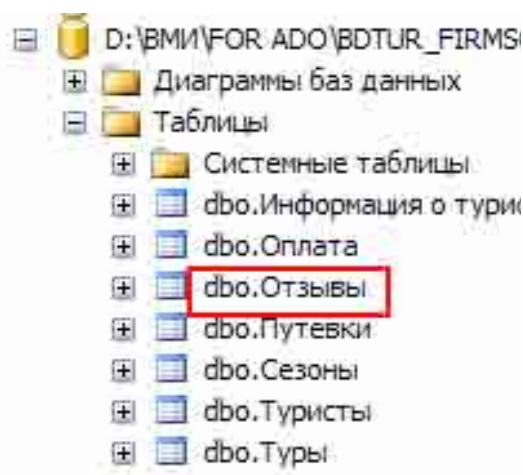 D:\ВМИ\FOR ADO\BDTUR_FIRMS
Диаграммы баз данных
Таблицы
Системные таблицы
dbo.Информация о турис
dbo.Оплата
dbo.Отзывы
dbo.Путевки
dbo.Сезоны
dbo.Туристы
dbo.Туры